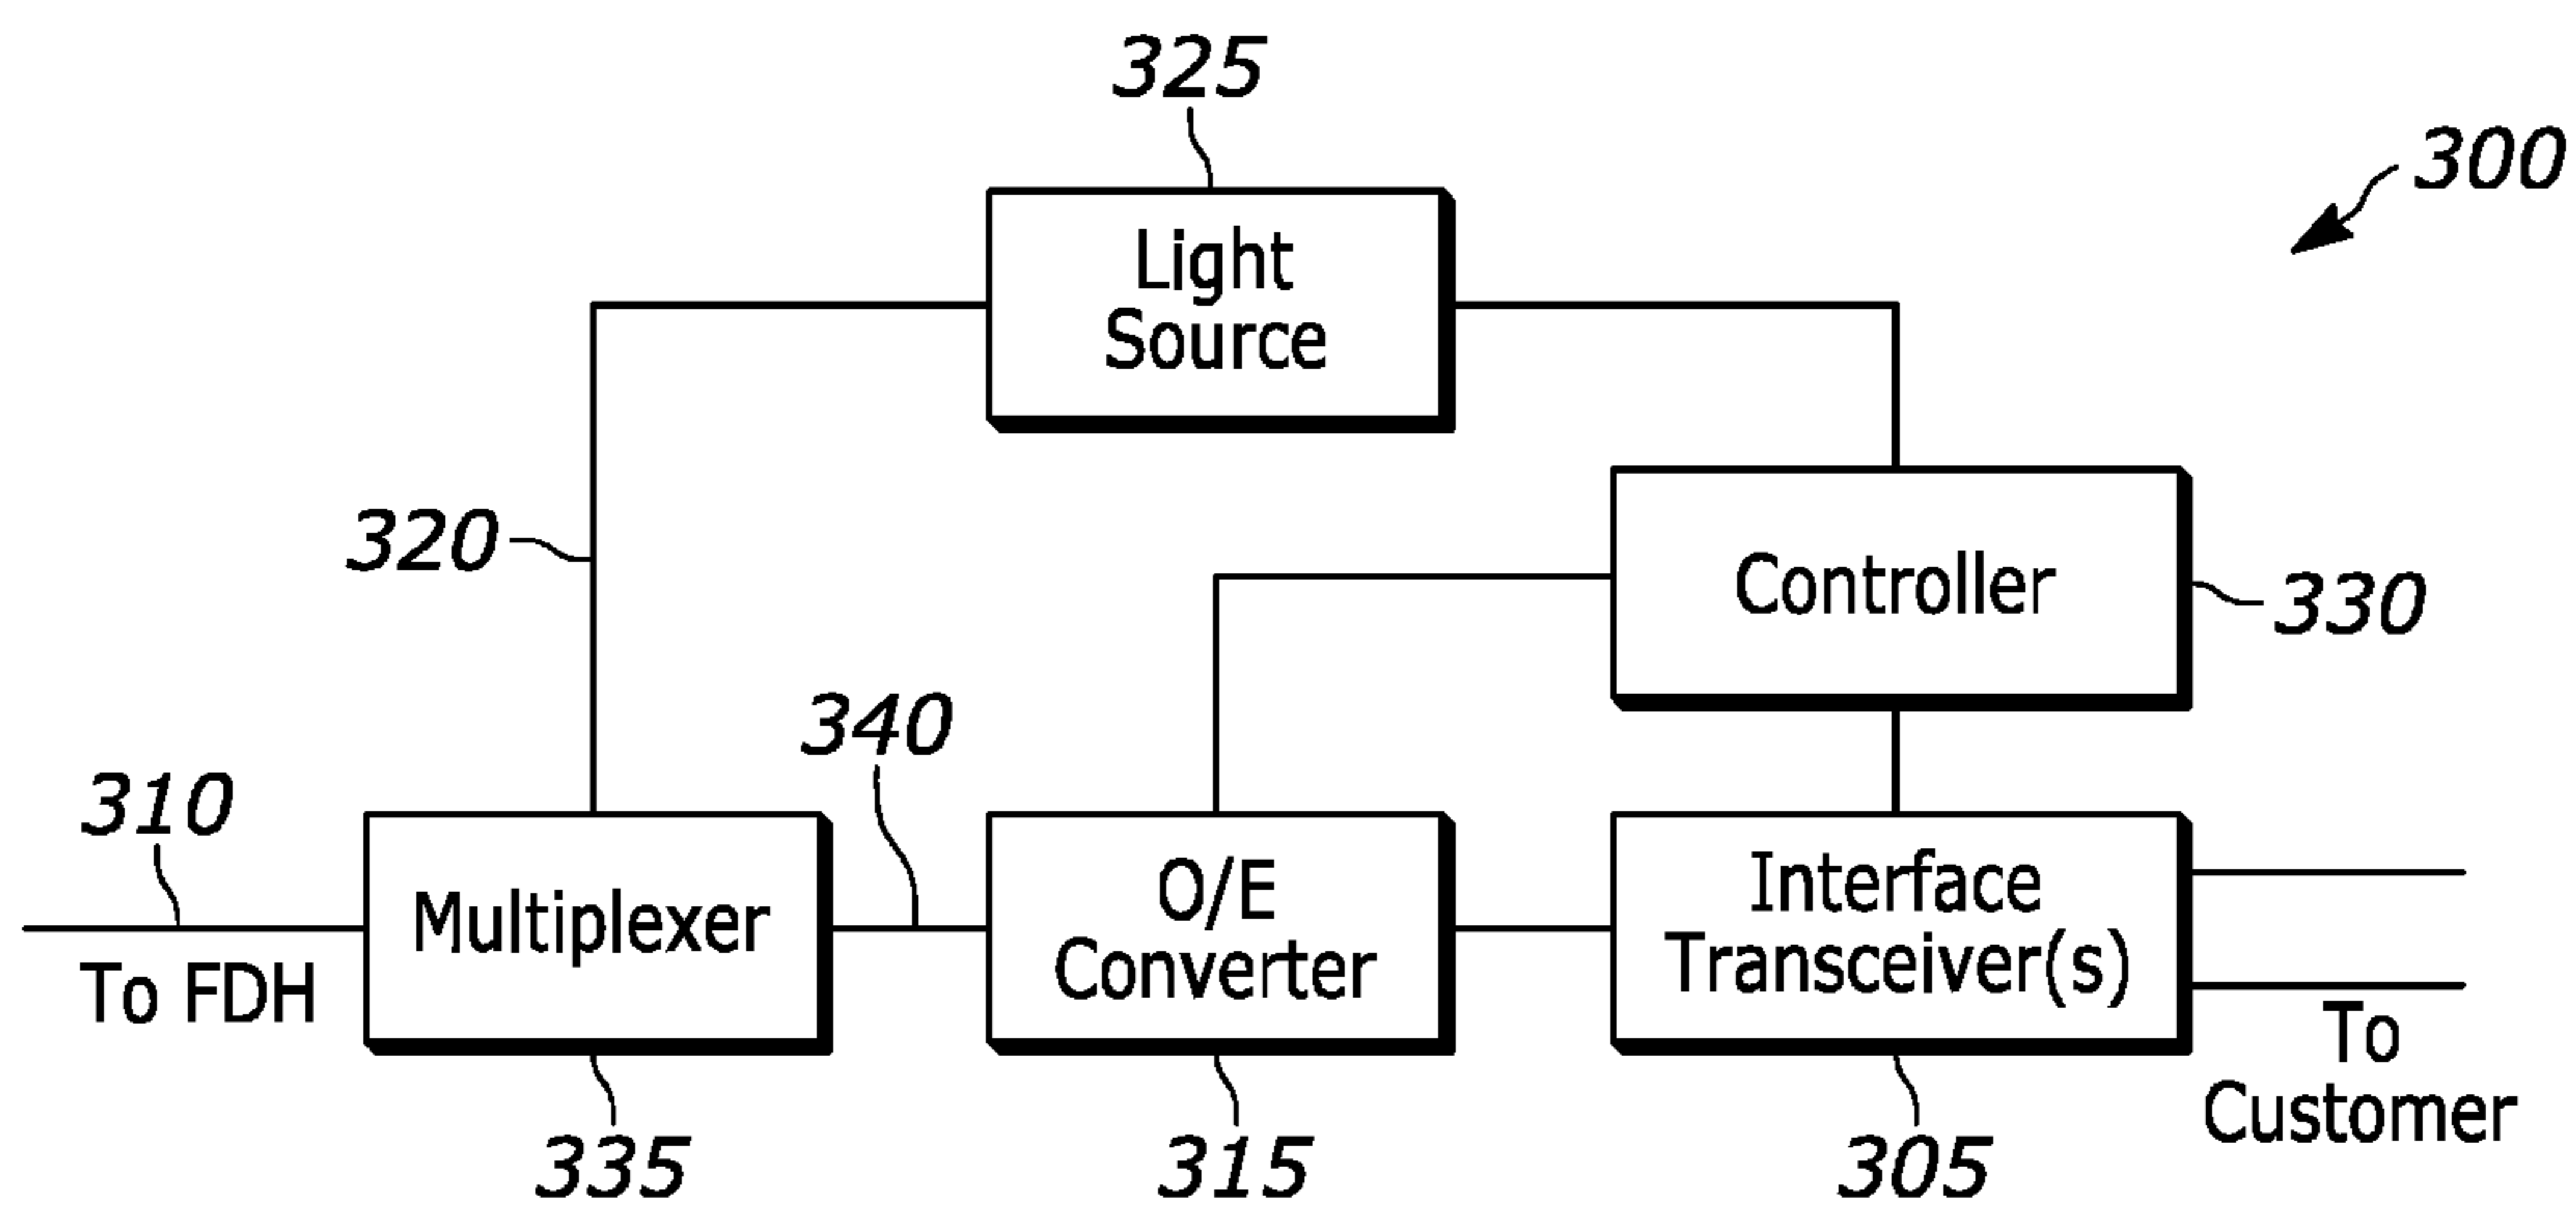 325
300
Light
Source
320
Controller
330
340
310
To FDH
Multiplexer
O/E
Converter
Interface
Transceiver(s)
To
Customer
335
315
305